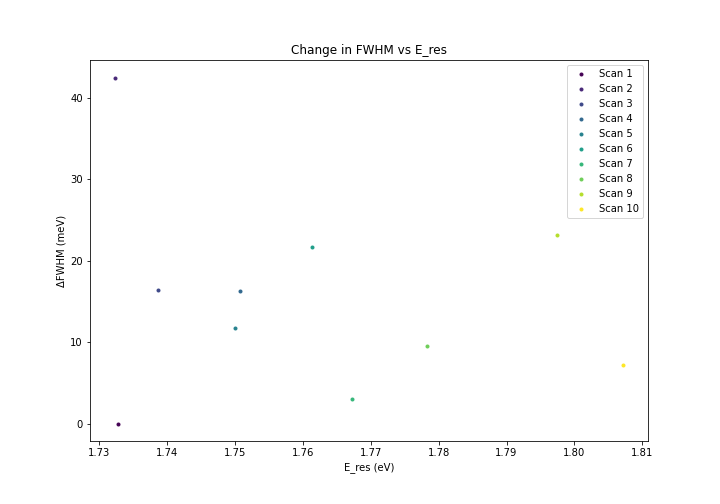 Change in FWHM vs E_res
Scan 1
Scan 2
Scan 3
Scan 4
Scan 5
Scan 6
Scan 7
Scan 8
Scan 9
Scan 10
40
30
20
10
0
ΔFWHM (meV)
1.73 1.74 1.75 1.76 1.77 1.78 1.79 1.80 1.81
E_res (eV)